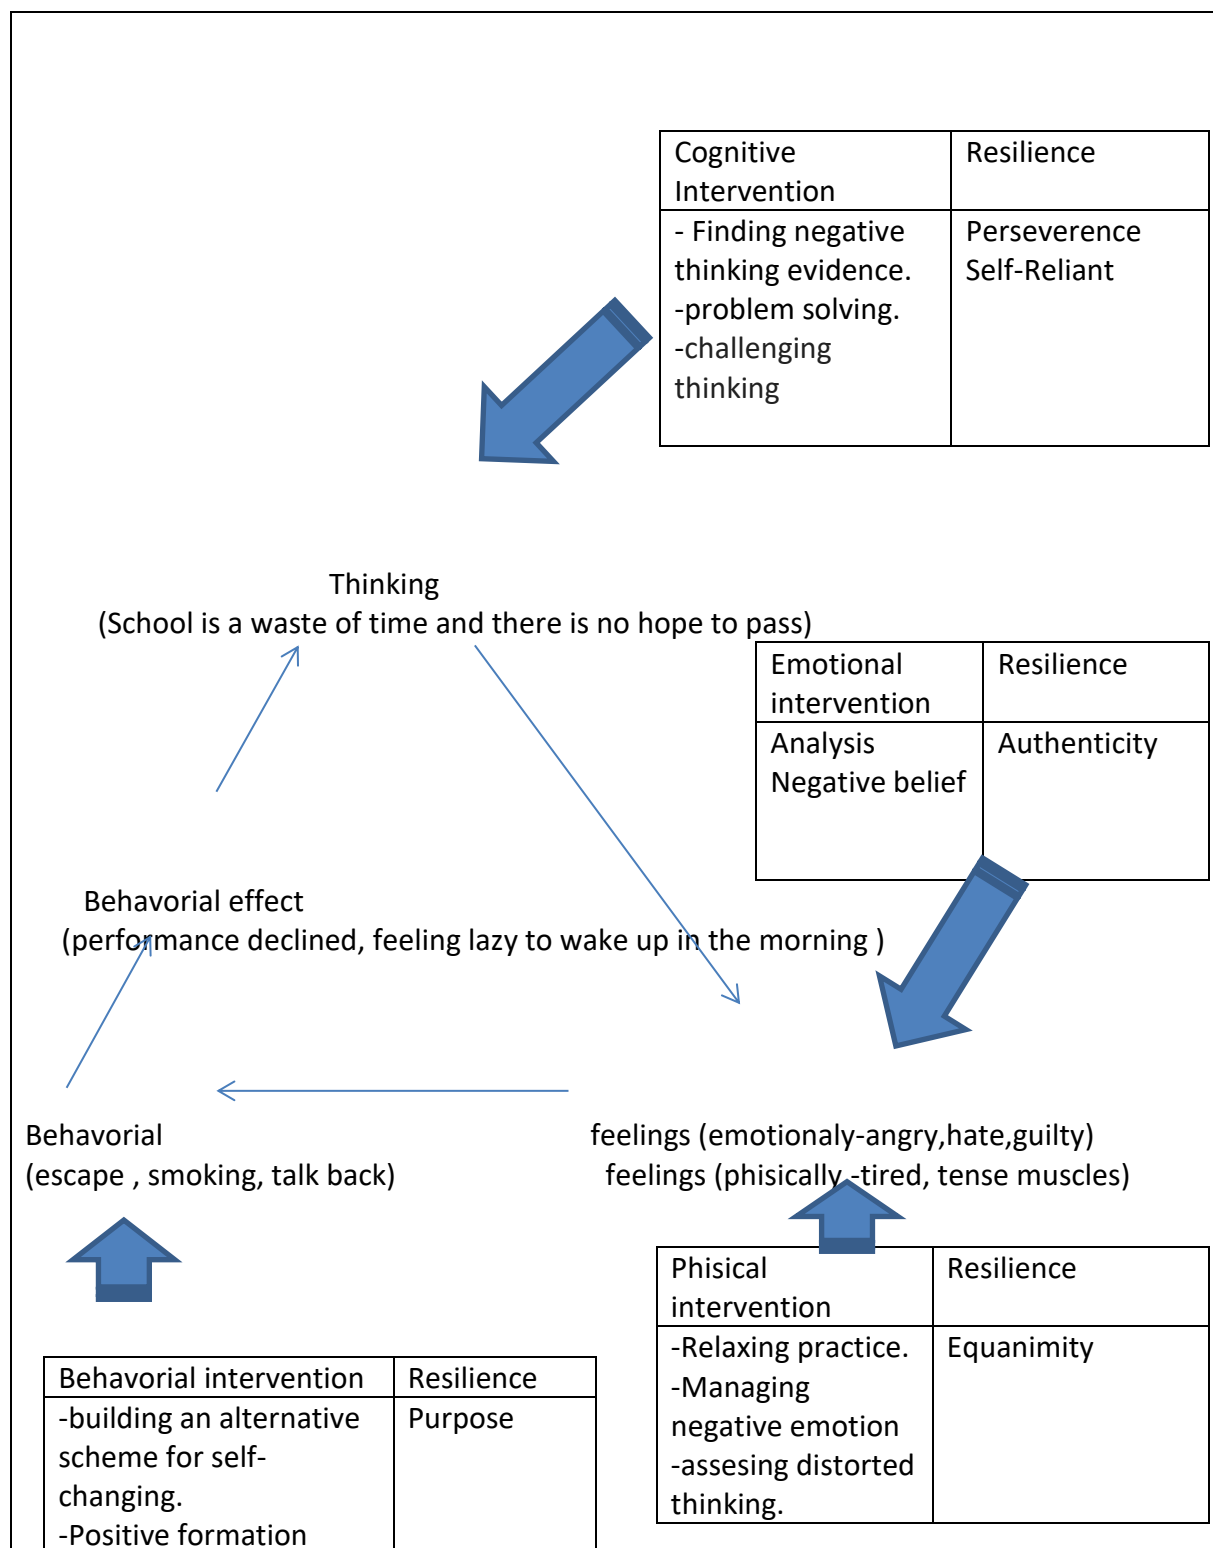 Cognitive Intervention
Resilience
- Finding negative
thinking evidence.
-problem solving.
-challenging
thinking
Perseverence
Self-Reliant
Thinking
(School is a waste of time and there is no hope to pass)
Emotional
intervention
Resilience
Analysis
Negative belief
Authenticity
Behavorial effect
(performance declined, feeling lazy to wake up in the morning )
Behavorial
(escape , smoking, talk back)
feelings (emotionaly-angry,hate,guilty)
feelings (phisically -tired, tense muscles)
Phisical
intervention
Resilience
-Relaxing practice.
-Managing
negative emotion
-assesing distorted
thinking.
Equanimity
Behavorial intervention
Resilience
-building an alternative
scheme for self-
changing.
-Positive formation
Purpose